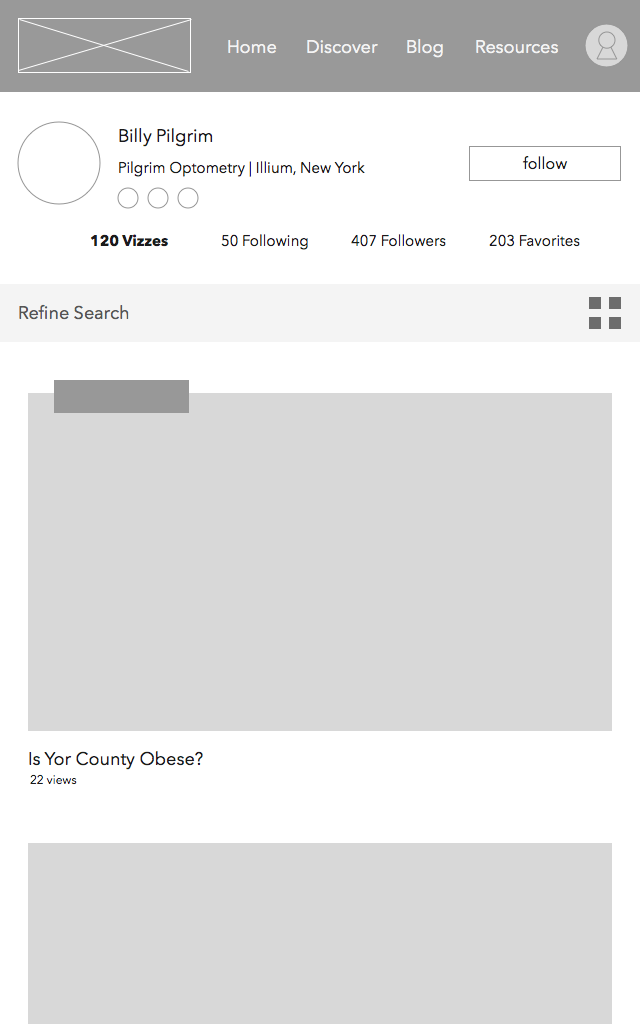 Home Discover Blog Resources
Billy Pilgrim
Pilgrim Optometry | Illium, New York
follow
120 Vizzes 50 Following 407 Followers 203 Favorites
Refine Search
Is Yor County Obese?
22 views